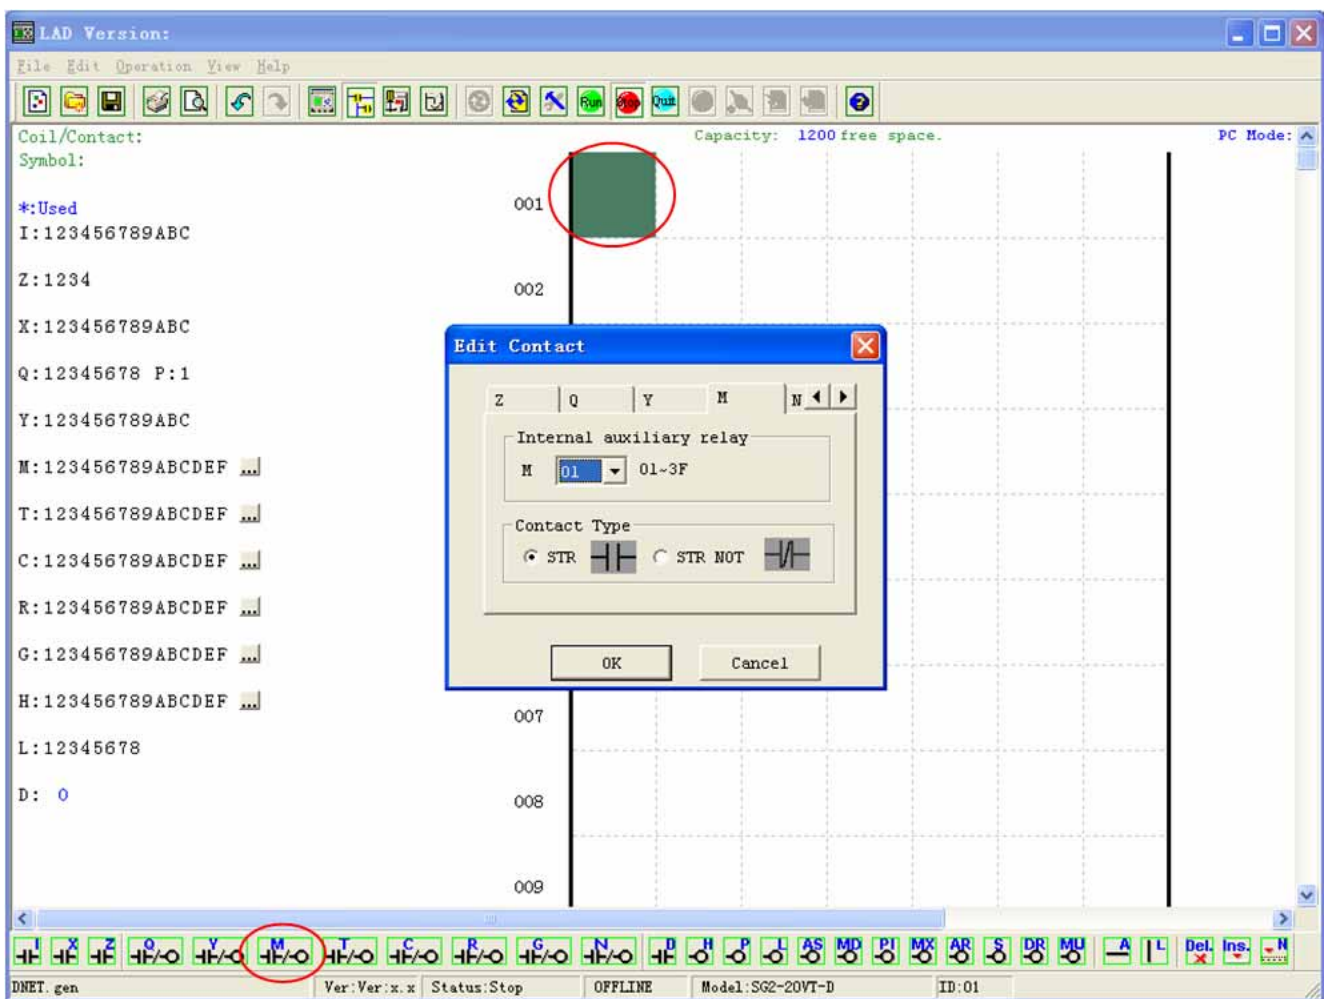 LAD Version:
File Edit Operation View Help
Run Stop Quit
Coil/Contact: Capacity: 1200 free space. PC Mode:
Symbol:
*:Used
001
I:123456789ABC
Z:1234
002
X:123456789ABC
Edit Contact
Q:12345678 P:1
Z Q Y M N
Y:123456789ABC
Internal auxiliary relay
M:123456789ABCDEF ...
M 01 01~3F
T:123456789ABCDEF ...
Contact Type
STR STR NOT
C:123456789ABCDEF ...
R:123456789ABCDEF ...
G:123456789ABCDEF ...
OK Cancel
H:123456789ABCDEF ...
007
L:12345678
D: 0
008
009
I X Z Q Y M T C R G N D H P L AS MD PI MX AR S DR MU A L Del. Ins. N
DNET.gen Ver:Ver:x.x Status:Stop OFFLINE Model:SG2-20VT-D ID:01